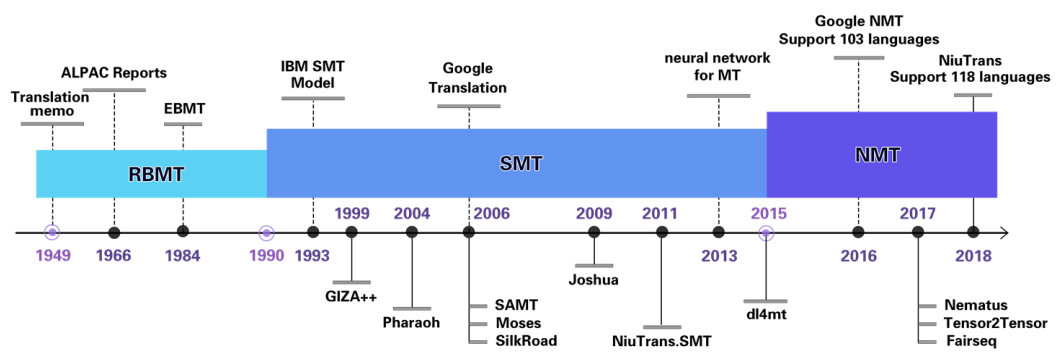 Google NMT
Support 103 languages
NiuTrans
Support 118 languages
neural network
for MT
IBM SMT
Model
Google
Translation
ALPAC Reports
EBMT
Translation
memo
RBMT
SMT
NMT
1999
2004
2006
2009
2011
2015
2017
1949
1966
1984
1990
1993
2013
2016
2018
GIZA++
Pharaoh
SAMT
Moses
SilkRoad
Joshua
NiuTrans.SMT
dl4mt
Nematus
Tensor2Tensor
Fairseq